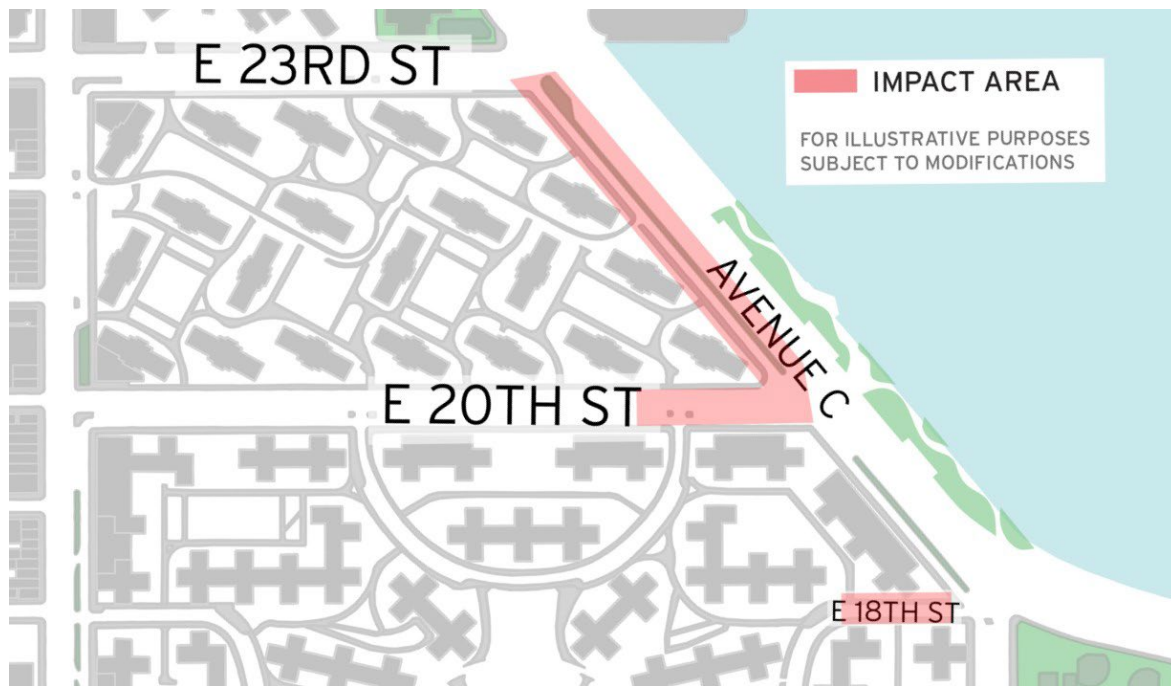 E 23RD ST
IMPACT AREA
FOR ILLUSTRATIVE PURPOSES
SUBJECT TO MODIFICATIONS
AVENUE C
E 20TH ST
E 18TH ST